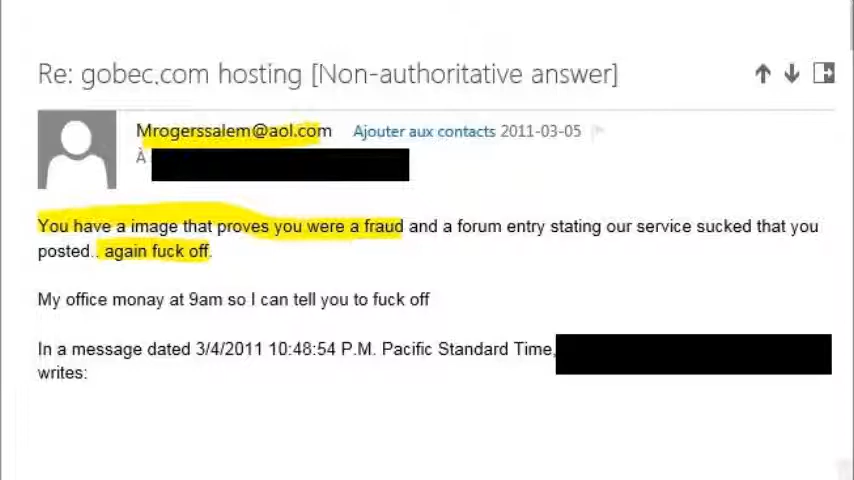 Re: gobec.com hosting [Non-authoritative answer]
Mrogerssalem@aol.com Ajouter aux contacts 2011-03-05
À
You have a image that proves you were a fraud and a forum entry stating our service sucked that you
posted.. again fuck off.
My office monay at 9am so I can tell you to fuck off
In a message dated 3/4/2011 10:48:54 P.M. Pacific Standard Time,
writes: